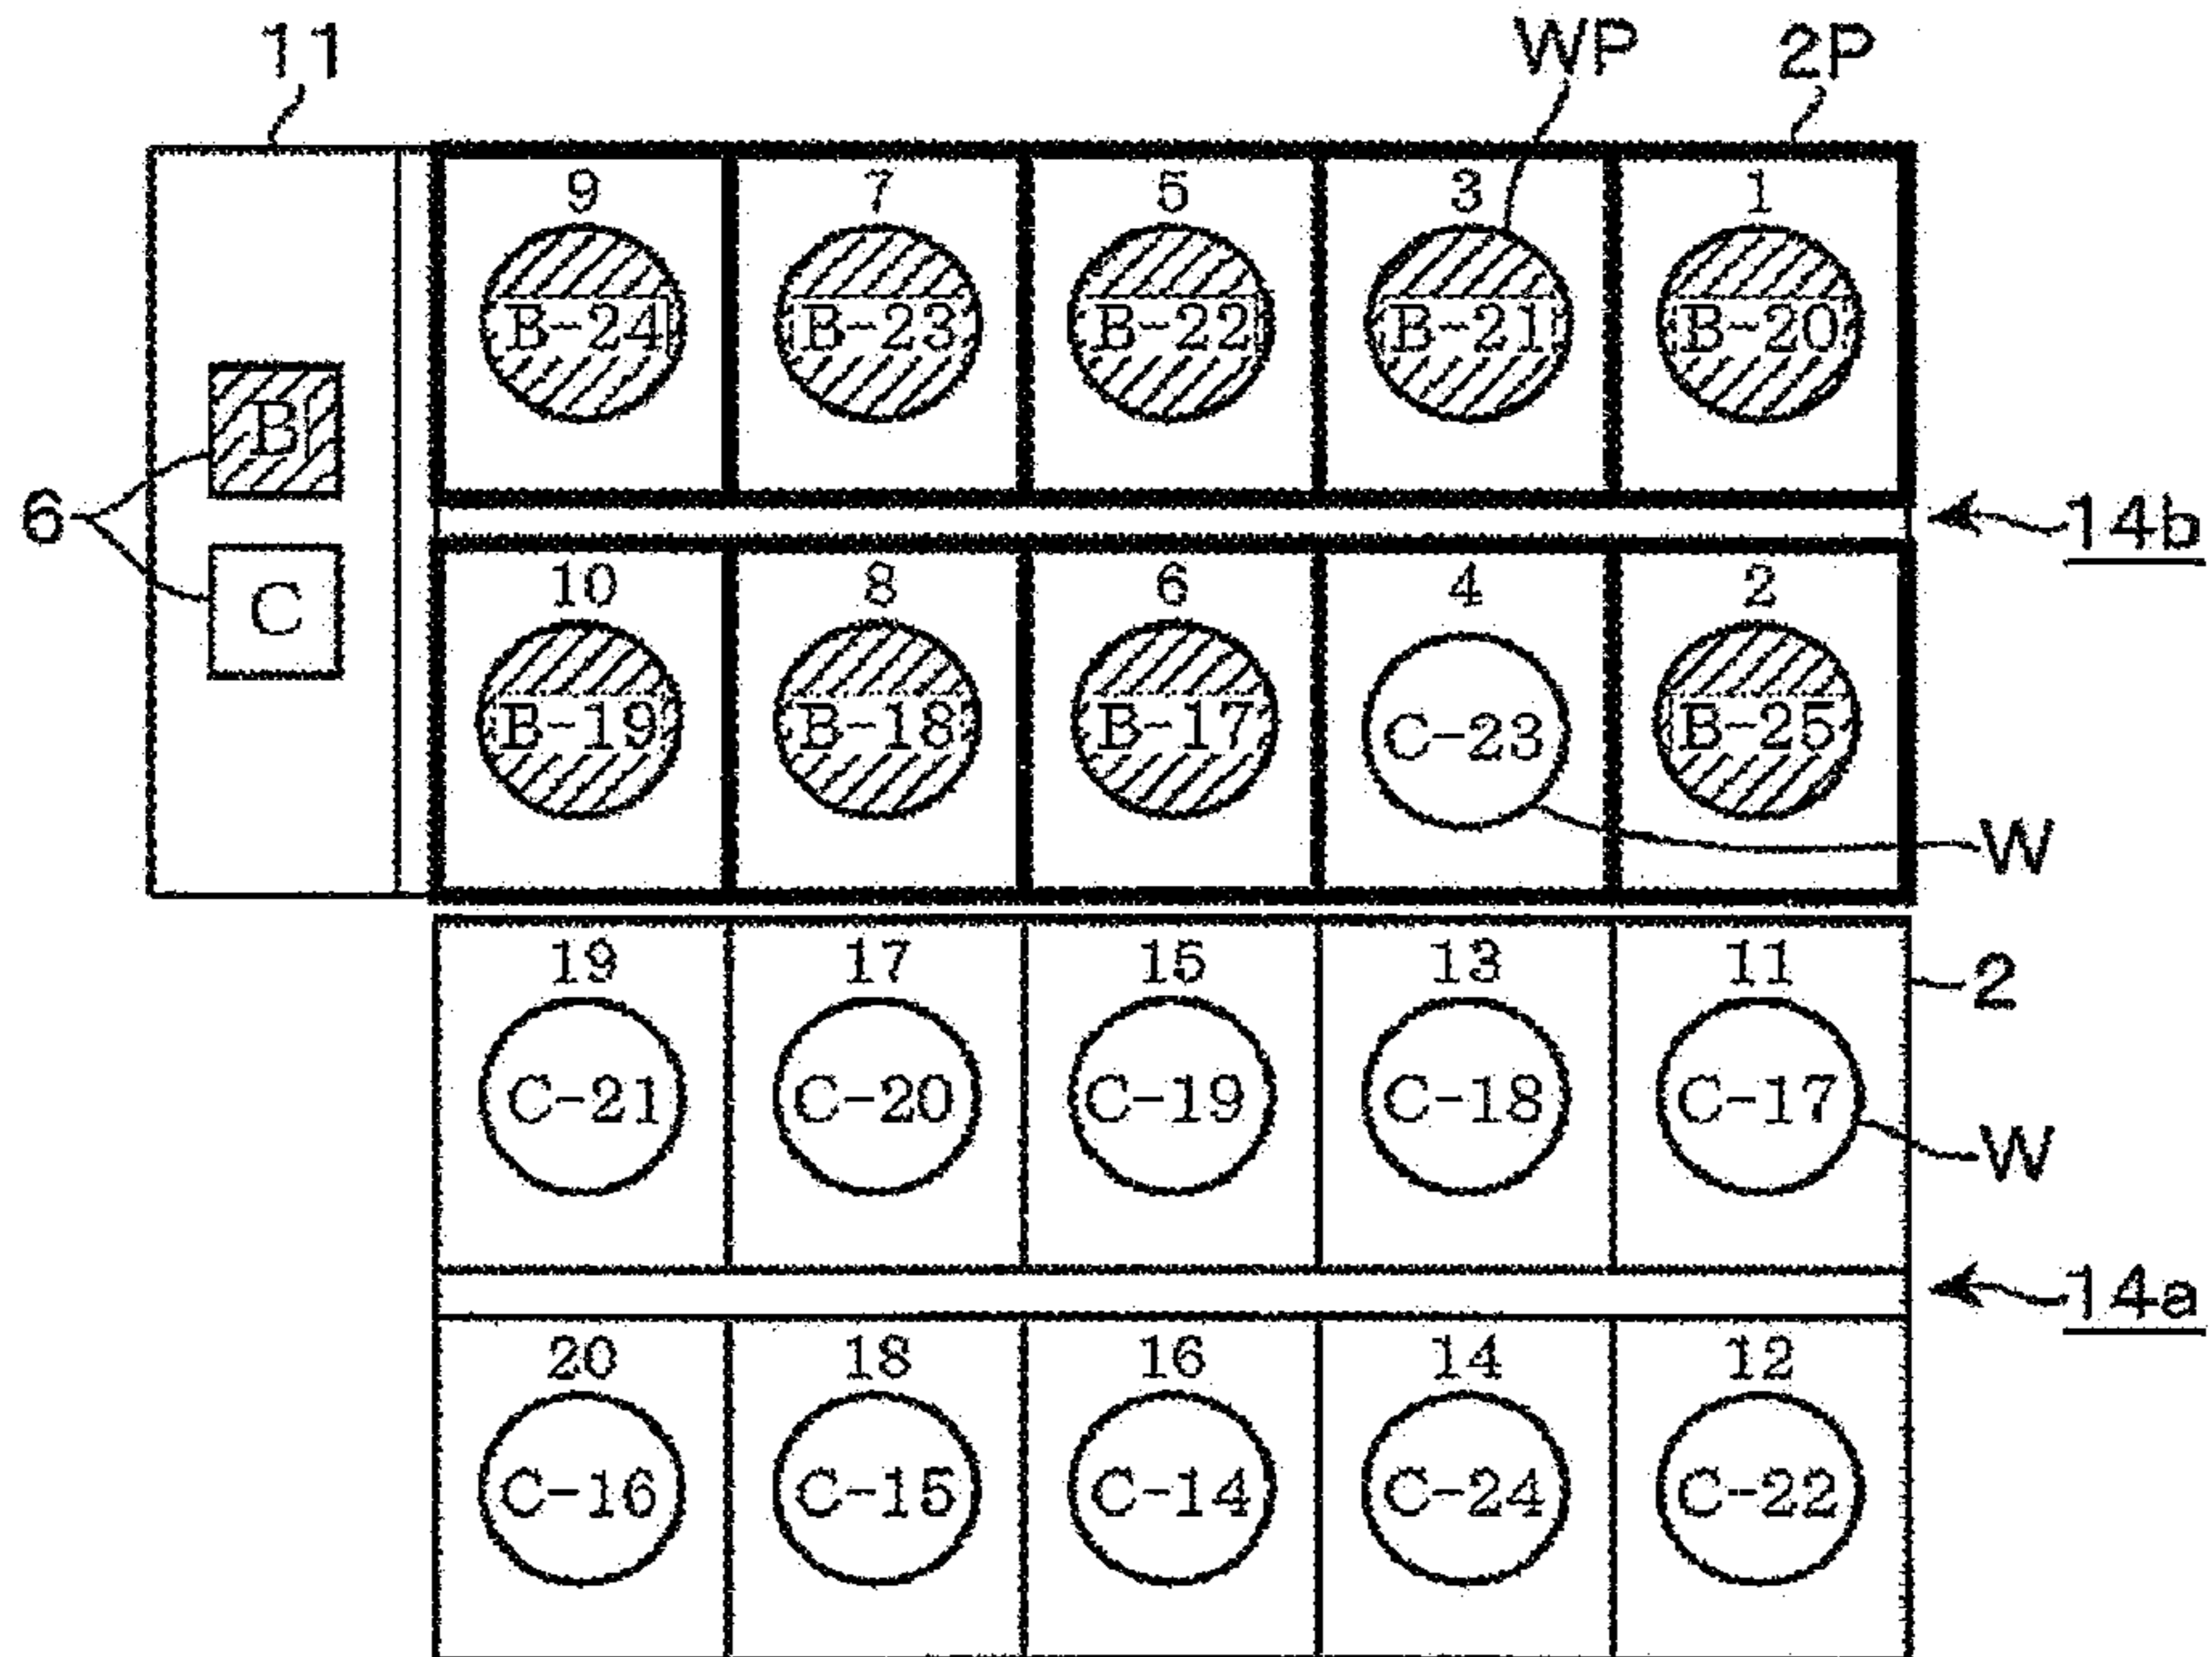 11 WP 2P
9 7 5 3 1
B-24 B-23 B-22 B-21 B-20
B
6
14b
C
10 8 6 4 2
B-19 B-18 B-17 C-23 B-25
W
19 17 15 13 11
2
C-21 C-20 C-19 C-18 C-17
W
14a
20 18 16 14 12
C-16 C-15 C-14 C-24 C-22